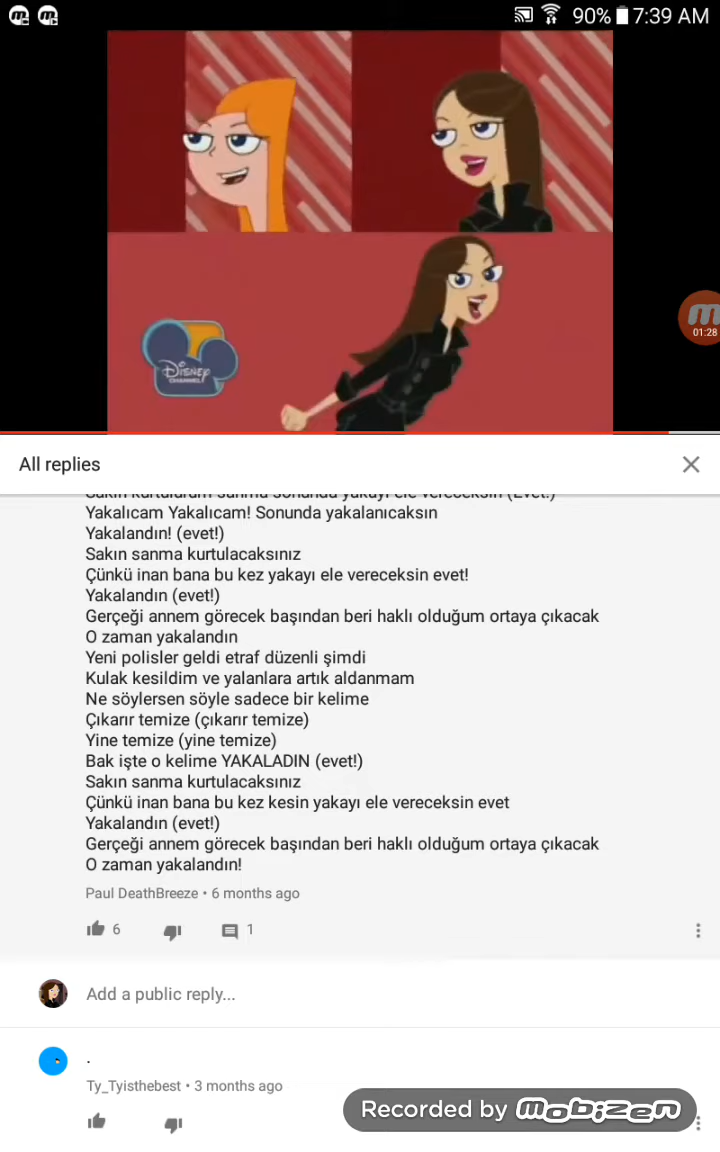 90% 7:39 AM
DISNEY
CHANNEL
01:28
All replies
Yakalıcam Yakalıcam! Sonunda yakalanıcaksın
Yakalandın! (evet!)
Sakın sanma kurtulacaksınız
Çünkü inan bana bu kez yakayı ele vereceksin evet!
Yakalandın (evet!)
Gerçeği annem görecek başından beri haklı olduğum ortaya çıkacak
O zaman yakalandın
Yeni polisler geldi etraf düzenli şimdi
Kulak kesildim ve yalanlara artık aldanmam
Ne söylersen söyle sadece bir kelime
Çıkarır temize (çıkarır temize)
Yine temize (yine temize)
Bak işte o kelime YAKALADIN (evet!)
Sakın sanma kurtulacaksınız
Çünkü inan bana bu kez kesin yakayı ele vereceksin evet
Yakalandın (evet!)
Gerçeği annem görecek başından beri haklı olduğum ortaya çıkacak
O zaman yakalandın!
Paul DeathBreeze • 6 months ago
6 1
Add a public reply...
.
Ty_Tyisthebest • 3 months ago
Recorded by mobizen